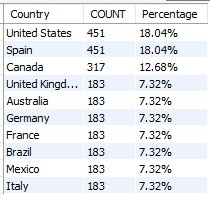 Country COUNT Percentage
United States 451 18.04%
Spain 451 18.04%
Canada 317 12.68%
United Kingd... 183 7.32%
Australia 183 7.32%
Germany 183 7.32%
France 183 7.32%
Brazil 183 7.32%
Mexico 183 7.32%
Italy 183 7.32%